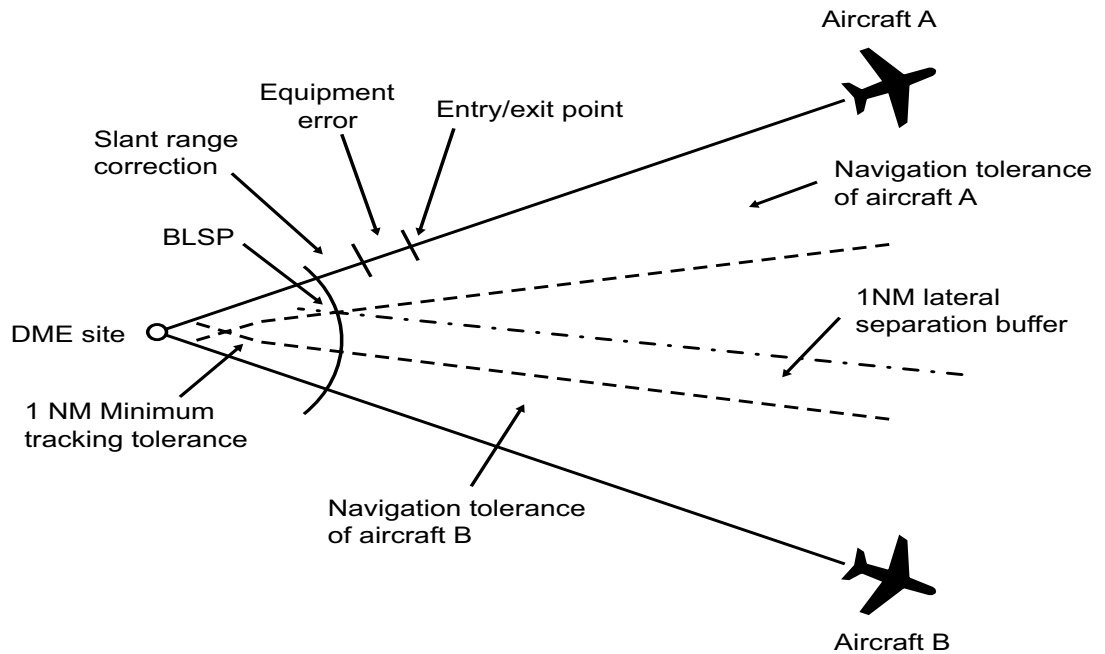 Aircraft A
Equipment
error
Entry/exit point
Slant range
correction
Navigation tolerance
of aircraft A
BLSP
1NM lateral
separation buffer
DME site
1 NM Minimum
tracking tolerance
Navigation tolerance
of aircraft B
Aircraft B